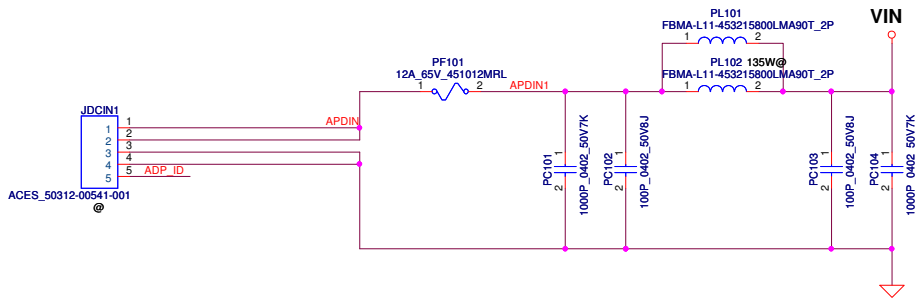 PL101
FBMA-L11-453215800LMA90T_2P
1 2
VIN
PF101
12A_65V_451012MRL
1 2
APDIN1
PL102 135W@
FBMA-L11-453215800LMA90T_2P
1 2
JDCIN1
1 1 APDIN
2 2
3 3
4 4
5 5 ADP_ID
ACES_50312-00541-001
@
PC101
1000P_0402_50V7K
1 2
PC102
100P_0402_50V8J
1 2
PC103
100P_0402_50V8J
1 2
PC104
1000P_0402_50V7K
1 2